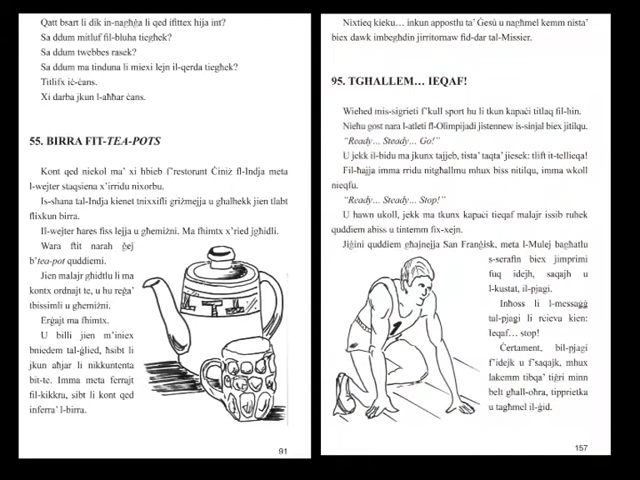 Qatt bsart li dik in-nagħġa li qed ifittex hija int?
Sa ddum mitluf fil-bluha tiegħek?
Sa ddum twebbes rasek?
Sa ddum ma tinduna li miexi lejn il-qerda tiegħek?
Titlifx iċ-ċans.
Xi darba jkun l-aħħar ċans.
55. BIRRA FIT-TEA-POTS
Kont qed niekol ma' xi ħbieb f'restorunt Ċiniż fl-Indja meta
l-wejter staqsiena x'irridu nixorbu.
Is-sħana tal-Indja kienet tnixxifli griżmejja u għalhekk jien tlabt
flixkun birra.
Il-wejter ħares fiss lejja u għemiżni. Ma fhimtx x'ried jgħidli.
Wara ftit narah ġej
b'tea-pot quddiemi.
Jien malajr għidtlu li ma
kontx ordnajt te, u hu reġa'
tbissimli u għemiżni.
Erġajt ma fhimtx.
U billi jien m'iniex
bniedem tal-ġlied, ħsibt li
jkun aħjar li nikkuntenta
bit-te. Imma meta ferrajt
fil-kikkra, sibt li kont qed
inferra' l-birra.
91
Nixtieq kieku… inkun appostlu ta' Ġesù u nagħmel kemm nista'
biex dawk imbegħdin jirritornaw fid-dar tal-Missier.
95. TGĦALLEM… IEQAF!
Wieħed mis-sigrieti f'kull sport hu li tkun kapaċi titlaq fil-ħin.
Nieħu gost nara l-atleti fl-Olimpijadi jistennew is-sinjal biex jitilqu.
"Ready… Steady… Go!"
U jekk il-bidu ma jkunx tajjeb, tista' taqta' jiesek: tlift it-tellieqa!
Fil-ħajja imma rridu nitgħallmu mhux biss nitilqu, imma wkoll
nieqfu.
"Ready… Steady… Stop!"
U hawn ukoll, jekk ma tkunx kapaċi tieqaf malajr issib ruħek
quddiem abiss u tintemm fix-xejn.
Jiġini quddiem għajnejja San Franġisk, meta l-Mulej bagħatlu
s-serafin biex jimprimi
fuq idejh, saqajh u
l-kustat, il-pjagi.
Inħoss li l-messaġġ
tal-pjagi li rċieva kien:
Ieqaf… stop!
Ċertament, bil-pjagi
f'idejk u f'saqajk, mhux
lakemm tibqa' tiġri minn
belt għall-oħra, tipprietka
u tagħmel il-ġid.
157